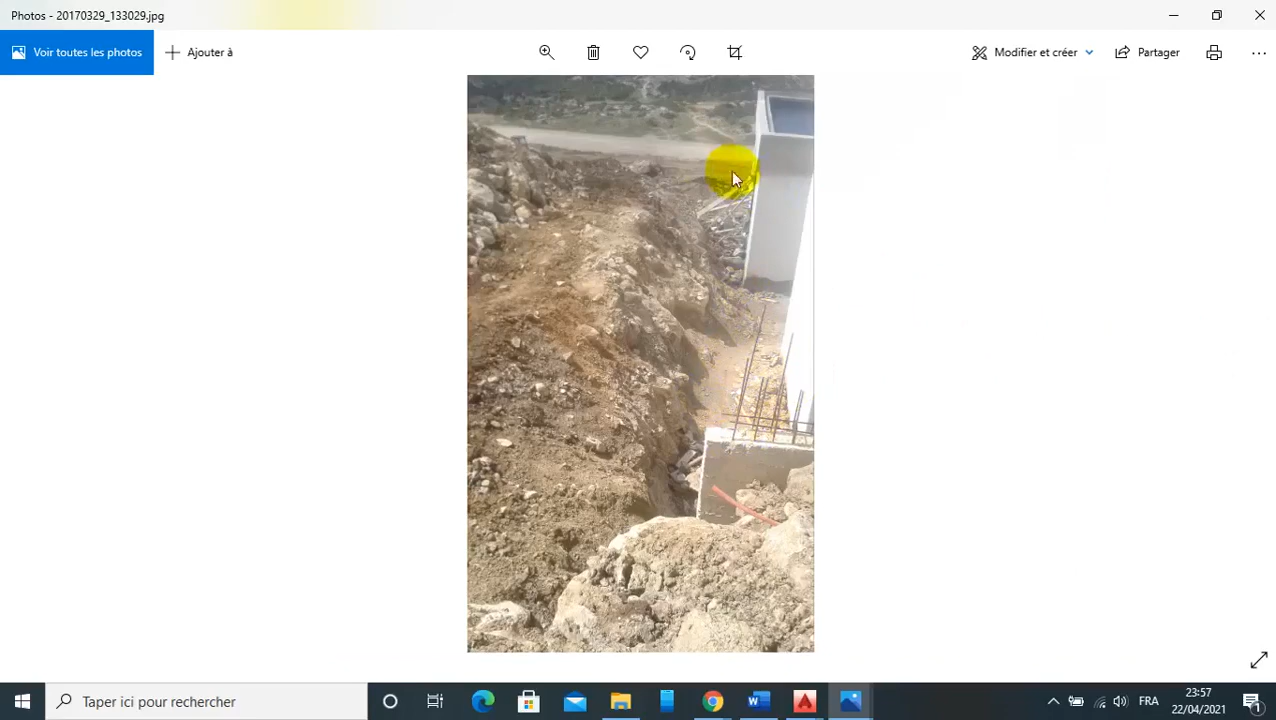 Photos - 20170329_133029.jpg
Voir toutes les photos
Ajouter à
Modifier et créer
Partager
Taper ici pour rechercher
FRA
23:57
22/04/2021
1